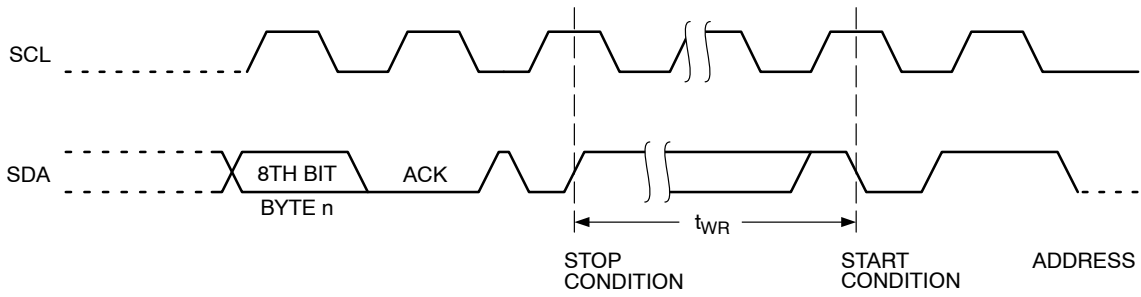 SCL
SDA
8TH BIT
ACK
BYTE n
tWR
STOP
CONDITION
START
CONDITION
ADDRESS